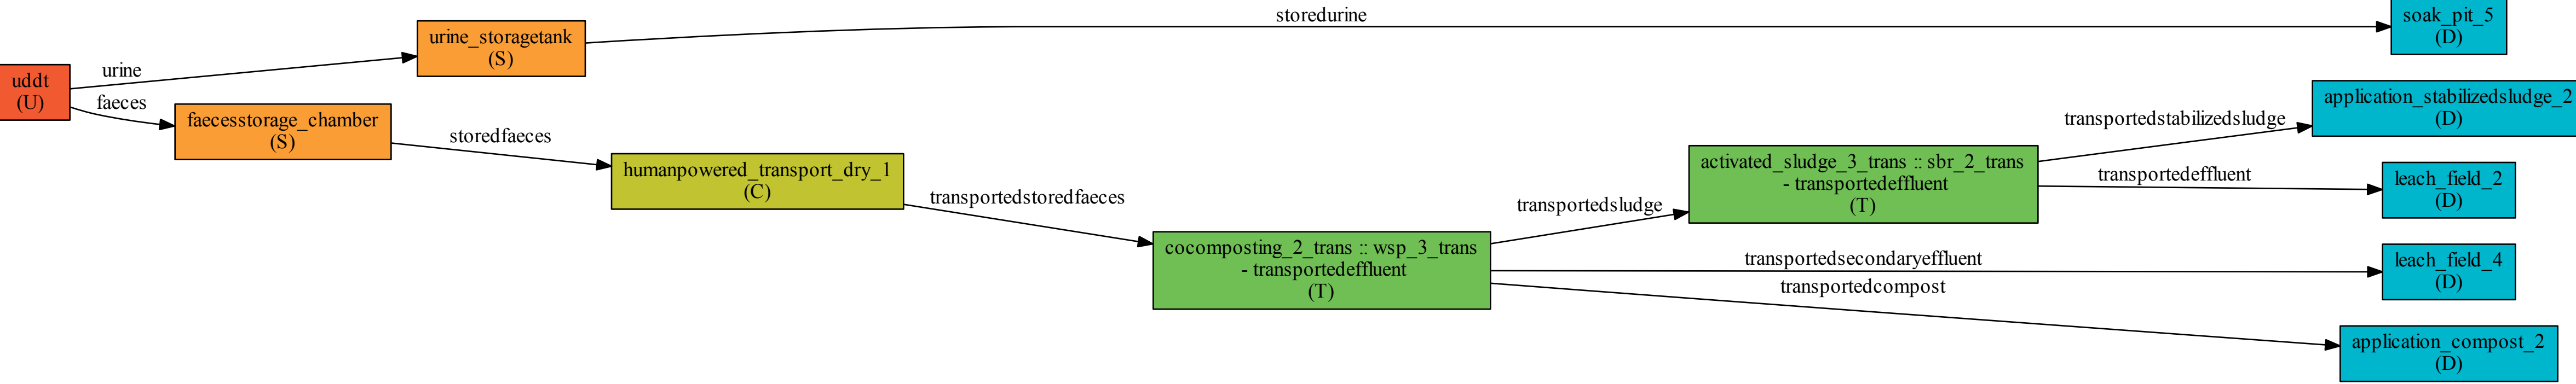 storedurine
soak_pit_5
(D)
urine_storagetank
(S)
uddt
(U)
urine
faeces
application_stabilizedsludge_2
(D)
transportedstabilizedsludge
faecesstorage_chamber
(S)
storedfaeces
humanpowered_transport_dry_1
(C)
activated_sludge_3_trans :: sbr_2_trans
- transportedeffluent
(T)
transportedeffluent
leach_field_2
(D)
transportedstoredfaeces
transportedsludge
cocomposting_2_trans :: wsp_3_trans
- transportedeffluent
(T)
transportedsecondaryeffluent
leach_field_4
(D)
transportedcompost
application_compost_2
(D)